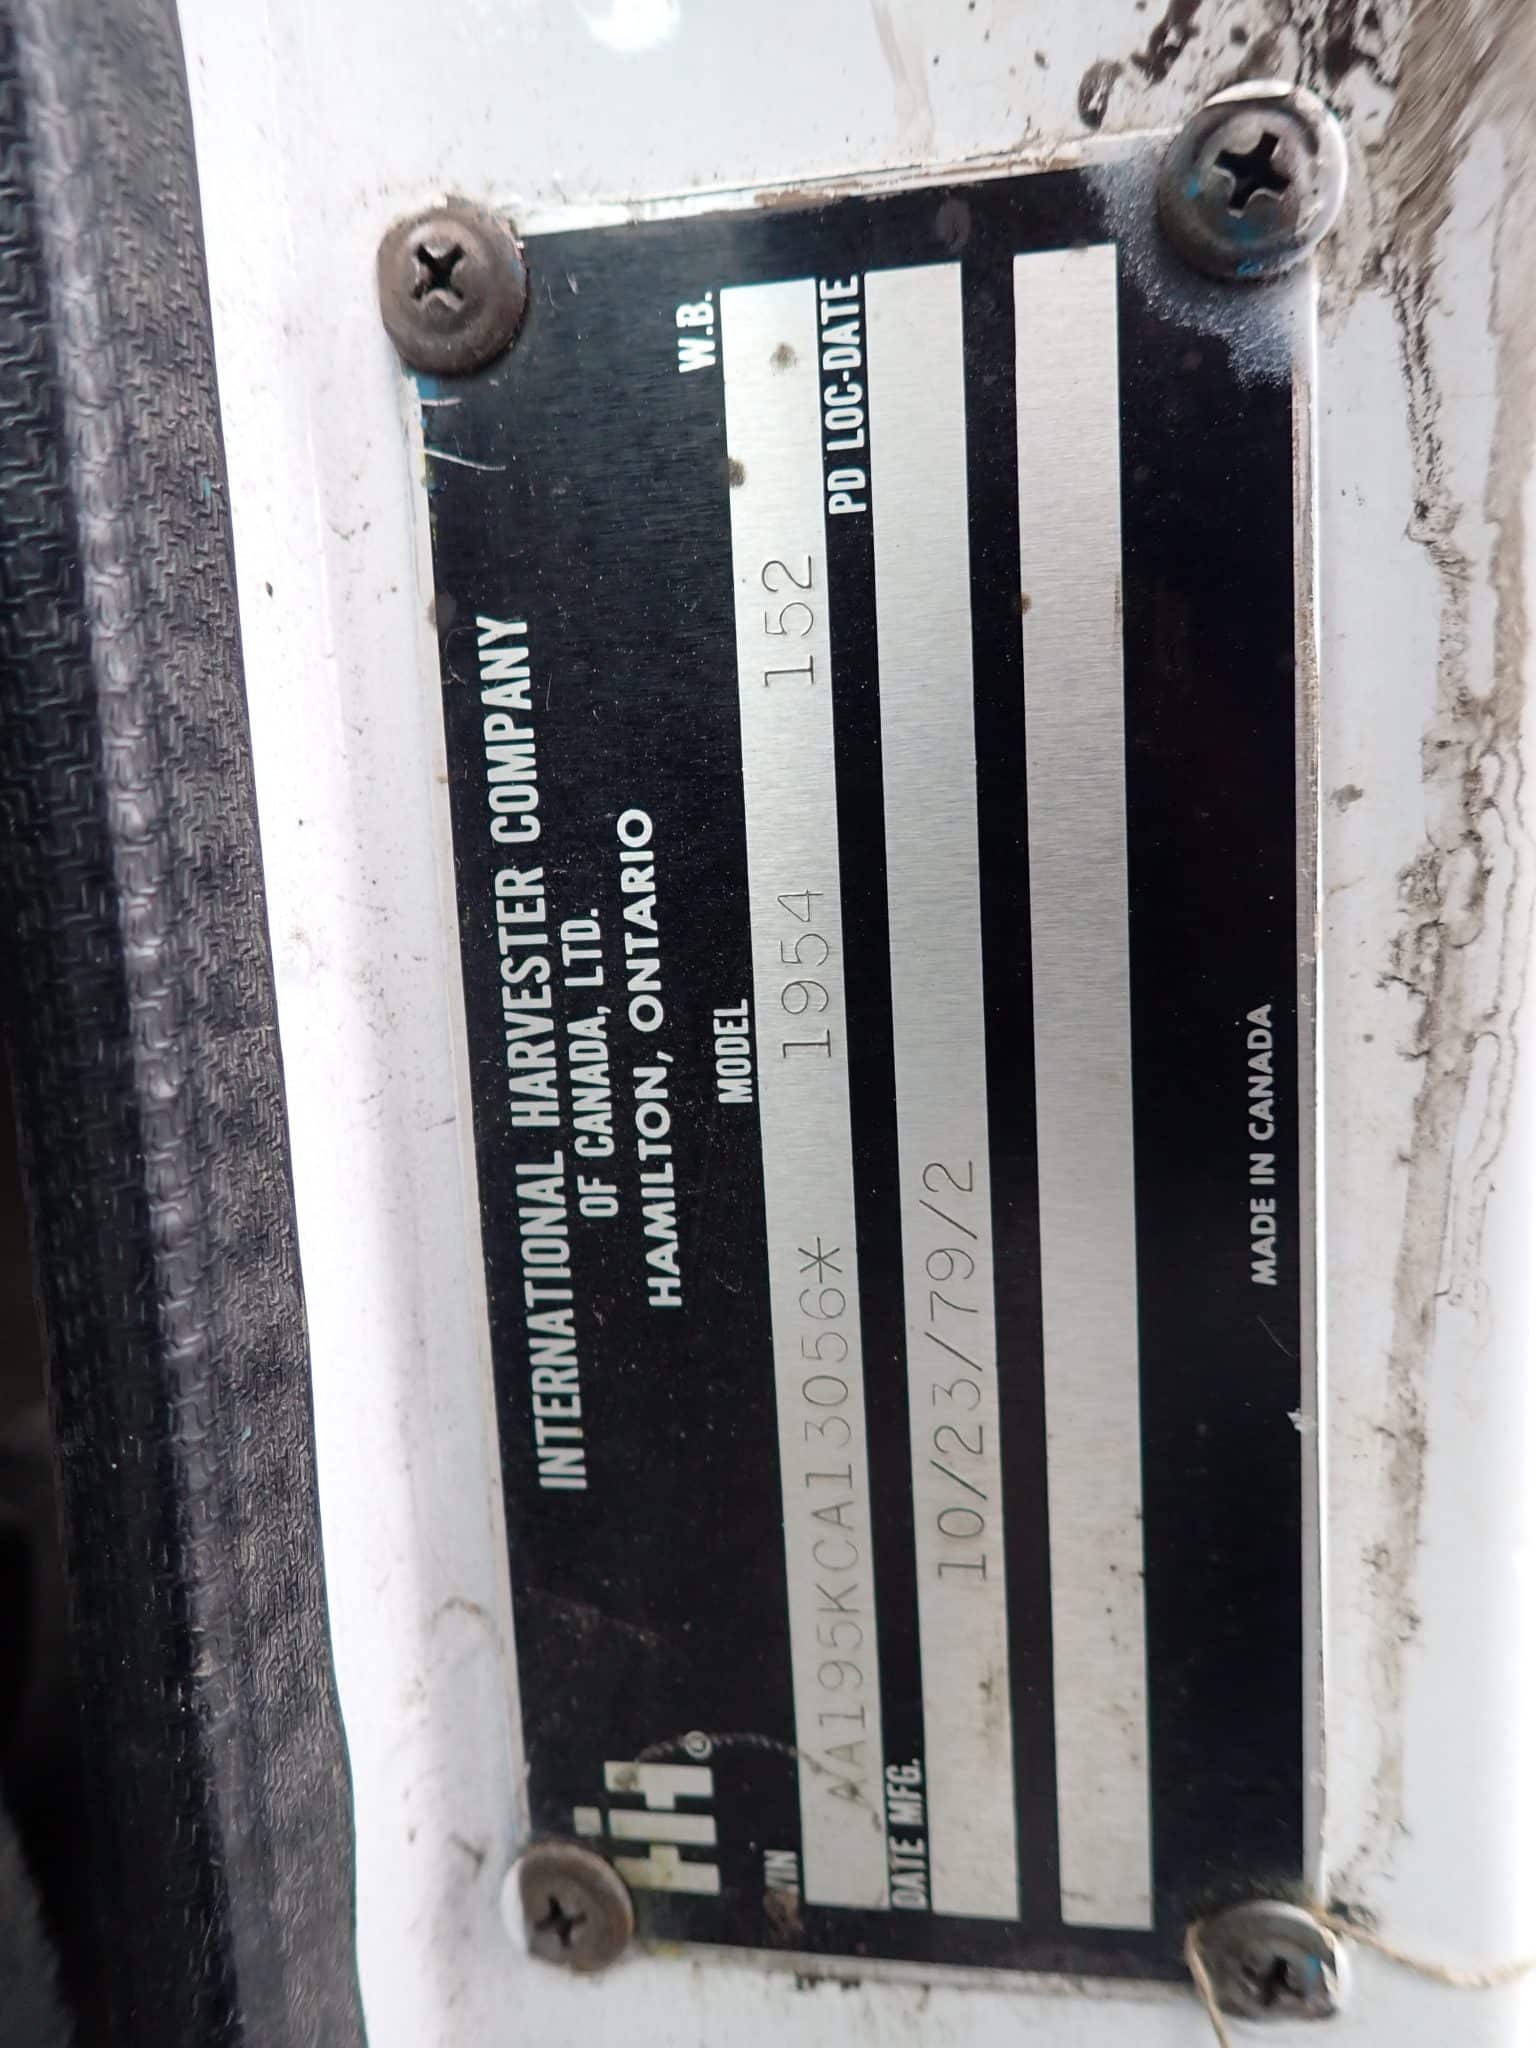 IH ®
INTERNATIONAL HARVESTER COMPANY
OF CANADA, LTD.
HAMILTON, ONTARIO
VIN MODEL W.B.
AA195KCA13056* 1954 152
DATE MFG. PD LOC-DATE
10/23/79/2
MADE IN CANADA